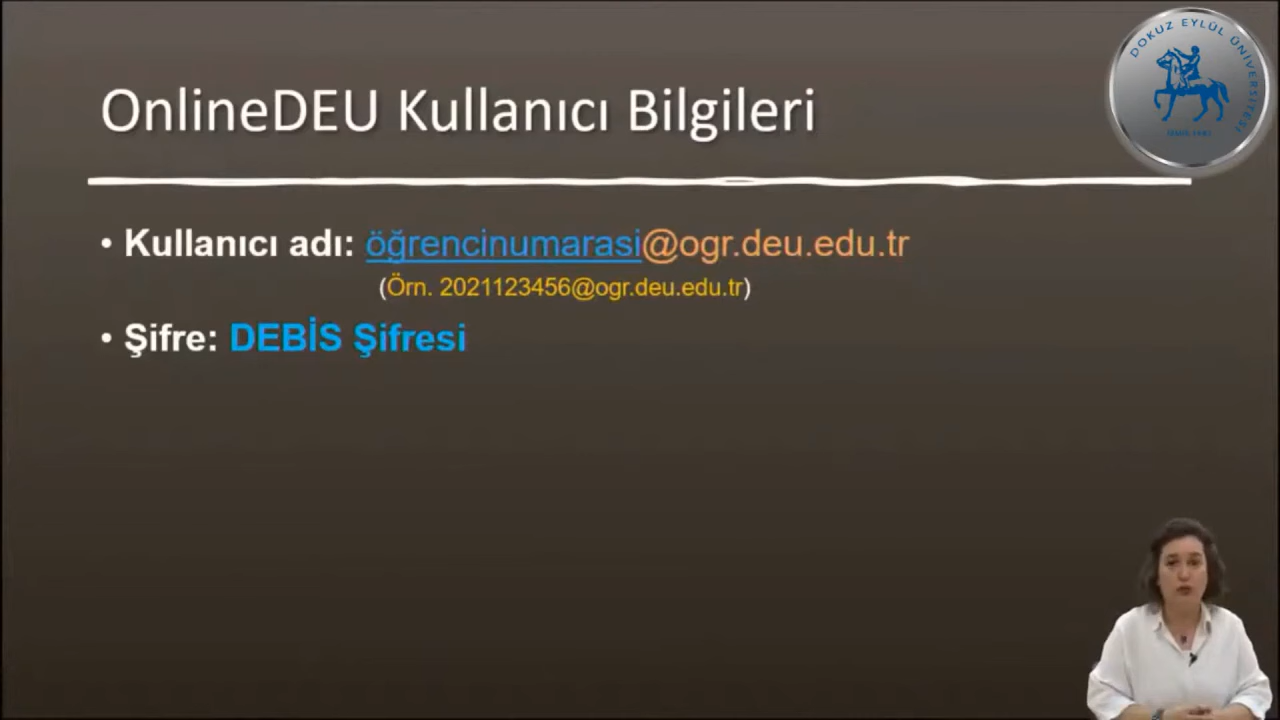 DOKUZ EYLÜL ÜNİVERSİTESİ
OnlineDEU Kullanıcı Bilgileri
• Kullanıcı adı: öğrencinumarasi@ogr.deu.edu.tr
(Örn. 2021123456@ogr.deu.edu.tr)
• Şifre: DEBİS Şifresi